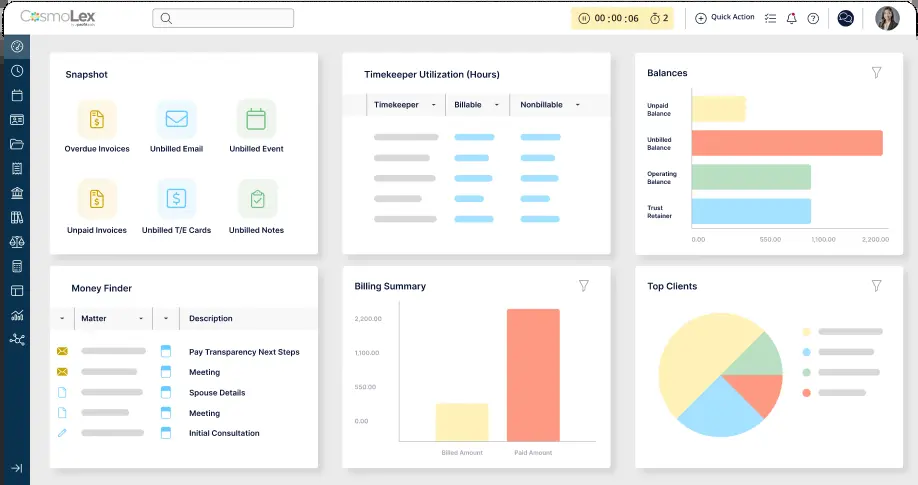 CosmoLex
by profitsolv
00 : 00 : 06
2
Quick Action
Snapshot
Overdue Invoices
Unbilled Email
Unbilled Event
Unpaid Invoices
Unbilled T/E Cards
Unbilled Notes
Timekeeper Utilization (Hours)
Timekeeper
Billable
Nonbillable
Balances
Unpaid
Balance
Unbilled
Balance
Operating
Balance
Trust
Retainer
0.00
550.00
1,100.00
2,200.00
Money Finder
Matter
Description
Pay Transparency Next Steps
Meeting
Spouse Details
Meeting
Initial Consultation
Billing Summary
2,200.00
1,100.00
550.00
0.00
Billed Amount
Paid Amount
Top Clients